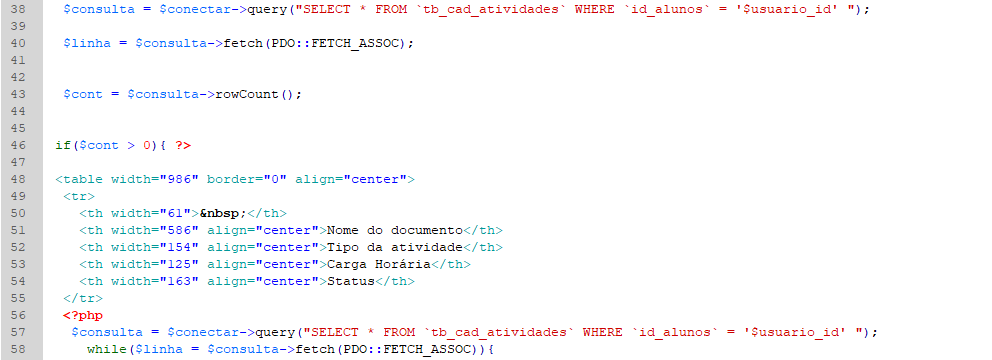 38 $consulta = $conectar->query("SELECT * FROM `tb_cad_atividades` WHERE `id_alunos` = '$usuario_id' ");
39
40 $linha = $consulta->fetch(PDO::FETCH_ASSOC);
41
42
43 $cont = $consulta->rowCount();
44
45
46 if($cont > 0){ ?>
47
48 <table width="986" border="0" align="center">
49 <tr>
50 <th width="61">&nbsp;</th>
51 <th width="586" align="center">Nome do documento</th>
52 <th width="154" align="center">Tipo da atividade</th>
53 <th width="125" align="center">Carga Horária</th>
54 <th width="163" align="center">Status</th>
55 </tr>
56 <?php
57 $consulta = $conectar->query("SELECT * FROM `tb_cad_atividades` WHERE `id_alunos` = '$usuario_id' ");
58 while($linha = $consulta->fetch(PDO::FETCH_ASSOC)){